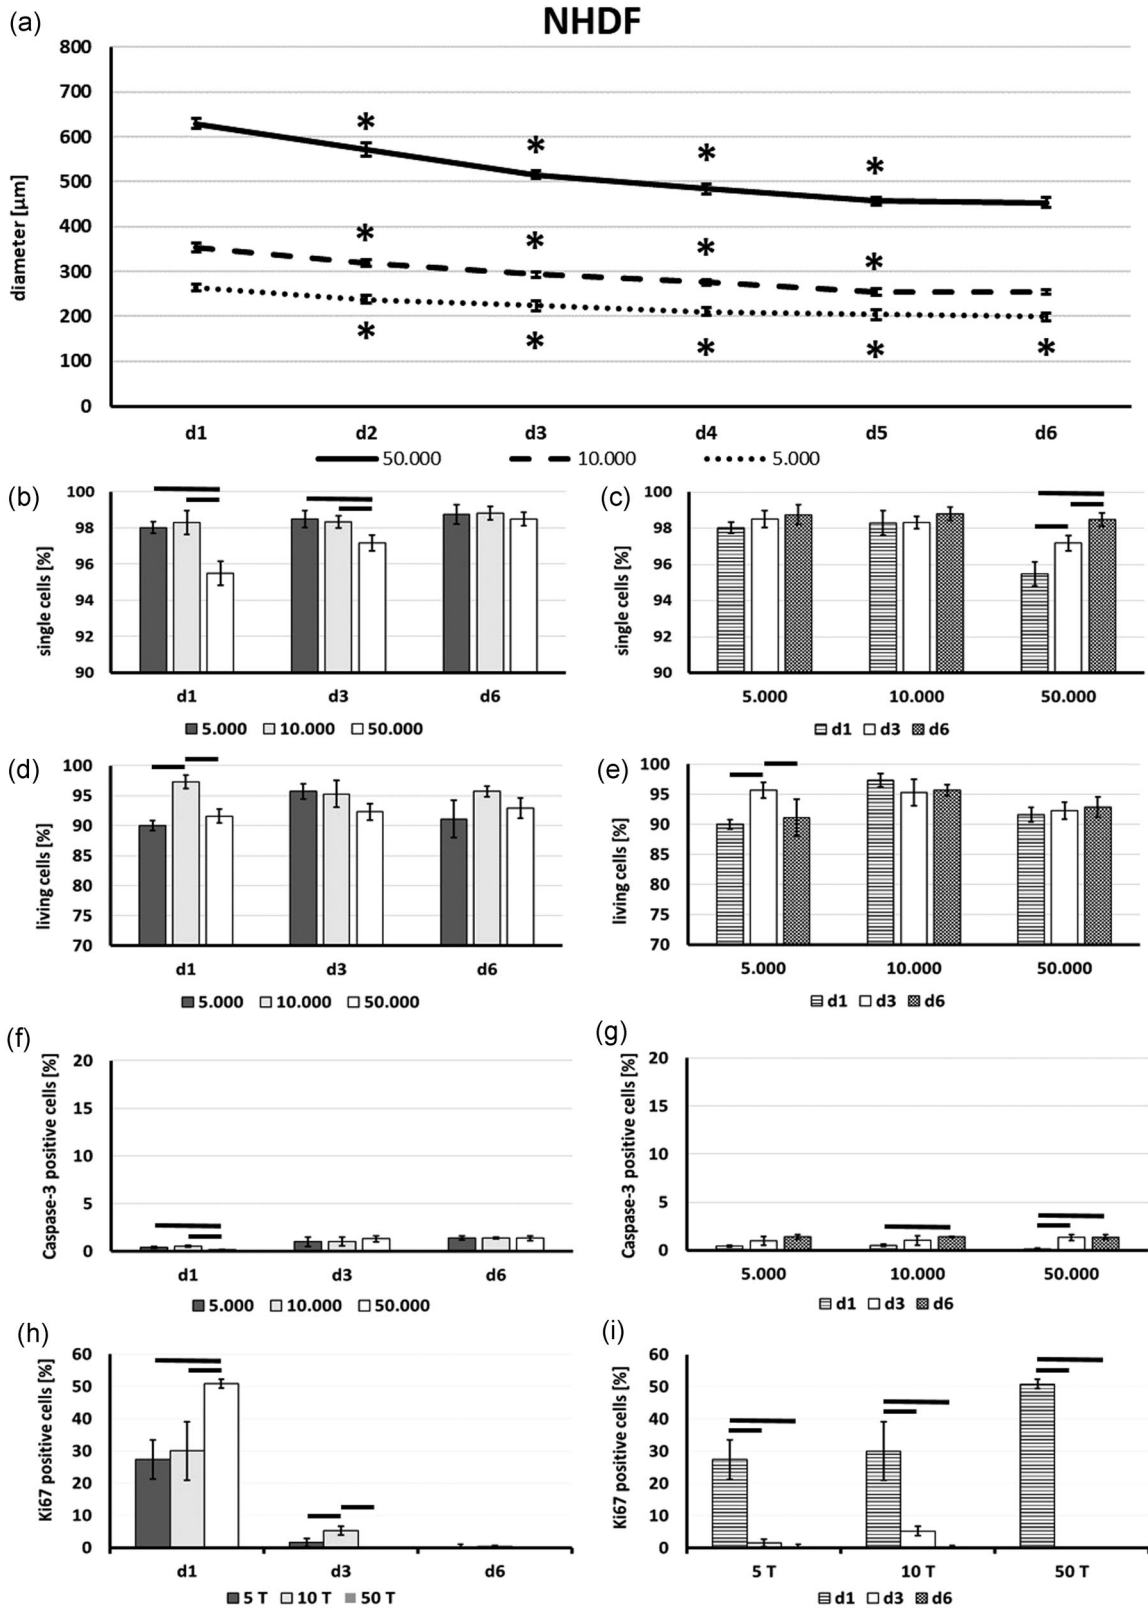 (a)
NHDF
800
700
600
500
400
300
200
100
0
diameter [µm]
* * * *
* * * *
* * * * *
d1 d2 d3 d4 d5 d6
50.000 10.000 5.000
(b)
100
98
96
94
92
90
single cells [%]
d1 d3 d6
5.000 10.000 50.000
(c)
100
98
96
94
92
90
single cells [%]
5.000 10.000 50.000
d1 d3 d6
(d)
100
95
90
85
80
75
70
living cells [%]
d1 d3 d6
5.000 10.000 50.000
(e)
100
95
90
85
80
75
70
living cells [%]
5.000 10.000 50.000
d1 d3 d6
(f)
20
15
10
5
0
Caspase-3 positive cells [%]
d1 d3 d6
5.000 10.000 50.000
(g)
20
15
10
5
0
Caspase-3 positive cells [%]
5.000 10.000 50.000
d1 d3 d6
(h)
60
50
40
30
20
10
0
Ki67 positive cells [%]
d1 d3 d6
5 T 10 T 50 T
(i)
60
50
40
30
20
10
0
Ki67 positive cells [%]
5 T 10 T 50 T
d1 d3 d6